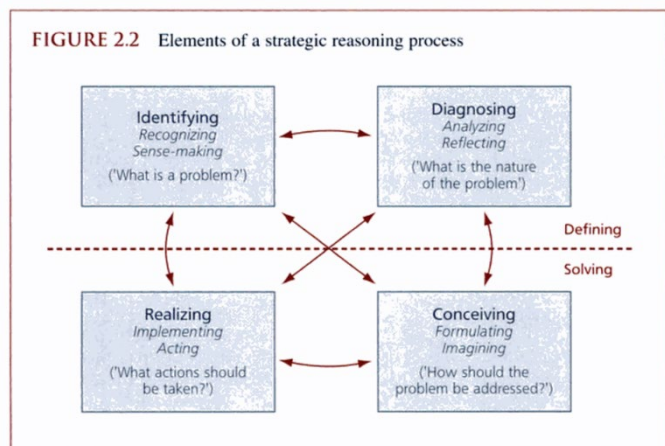 FIGURE 2.2 Elements of a strategic reasoning process
Identifying
Recognizing
Sense-making
('What is a problem?')
Diagnosing
Analyzing
Reflecting
('What is the nature
of the problem')
Defining
Solving
Realizing
Implementing
Acting
('What actions should
be taken?')
Conceiving
Formulating
Imagining
('How should the
problem be addressed?')